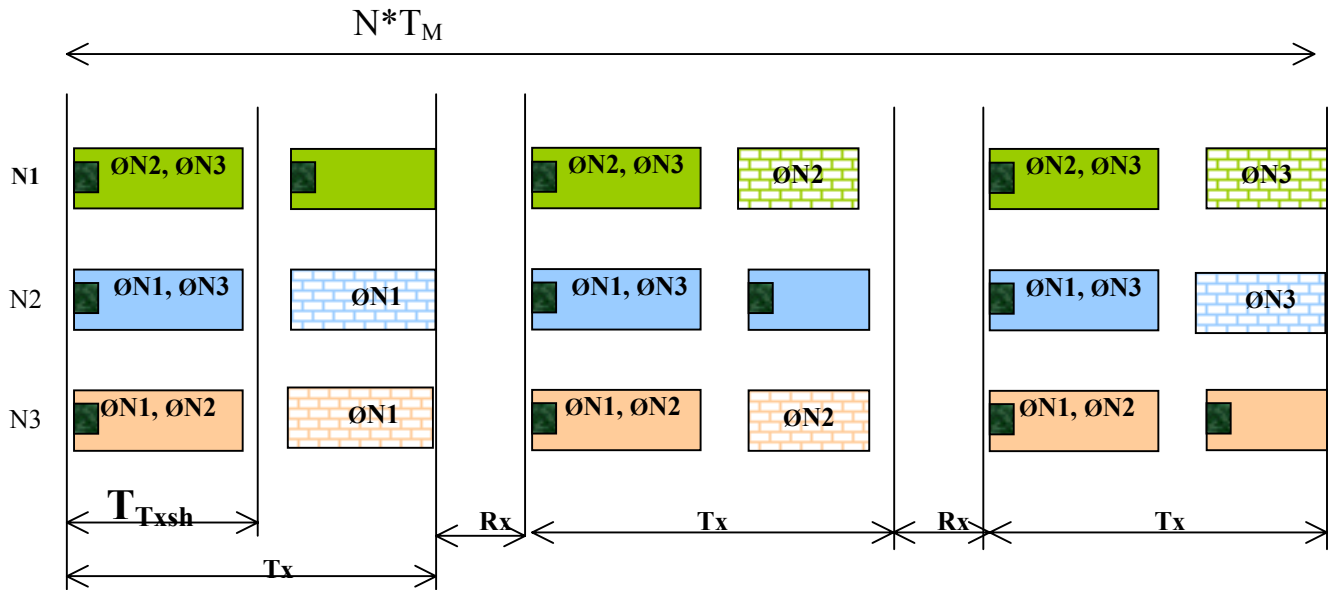 N*TM
N1 ØN2, ØN3 ØN2, ØN3 ØN2 ØN2, ØN3 ØN3
N2 ØN1, ØN3 ØN1 ØN1, ØN3 ØN1, ØN3 ØN3
N3 ØN1, ØN2 ØN1 ØN1, ØN2 ØN2 ØN1, ØN2
TTxsh Rx Tx Rx Tx
Tx